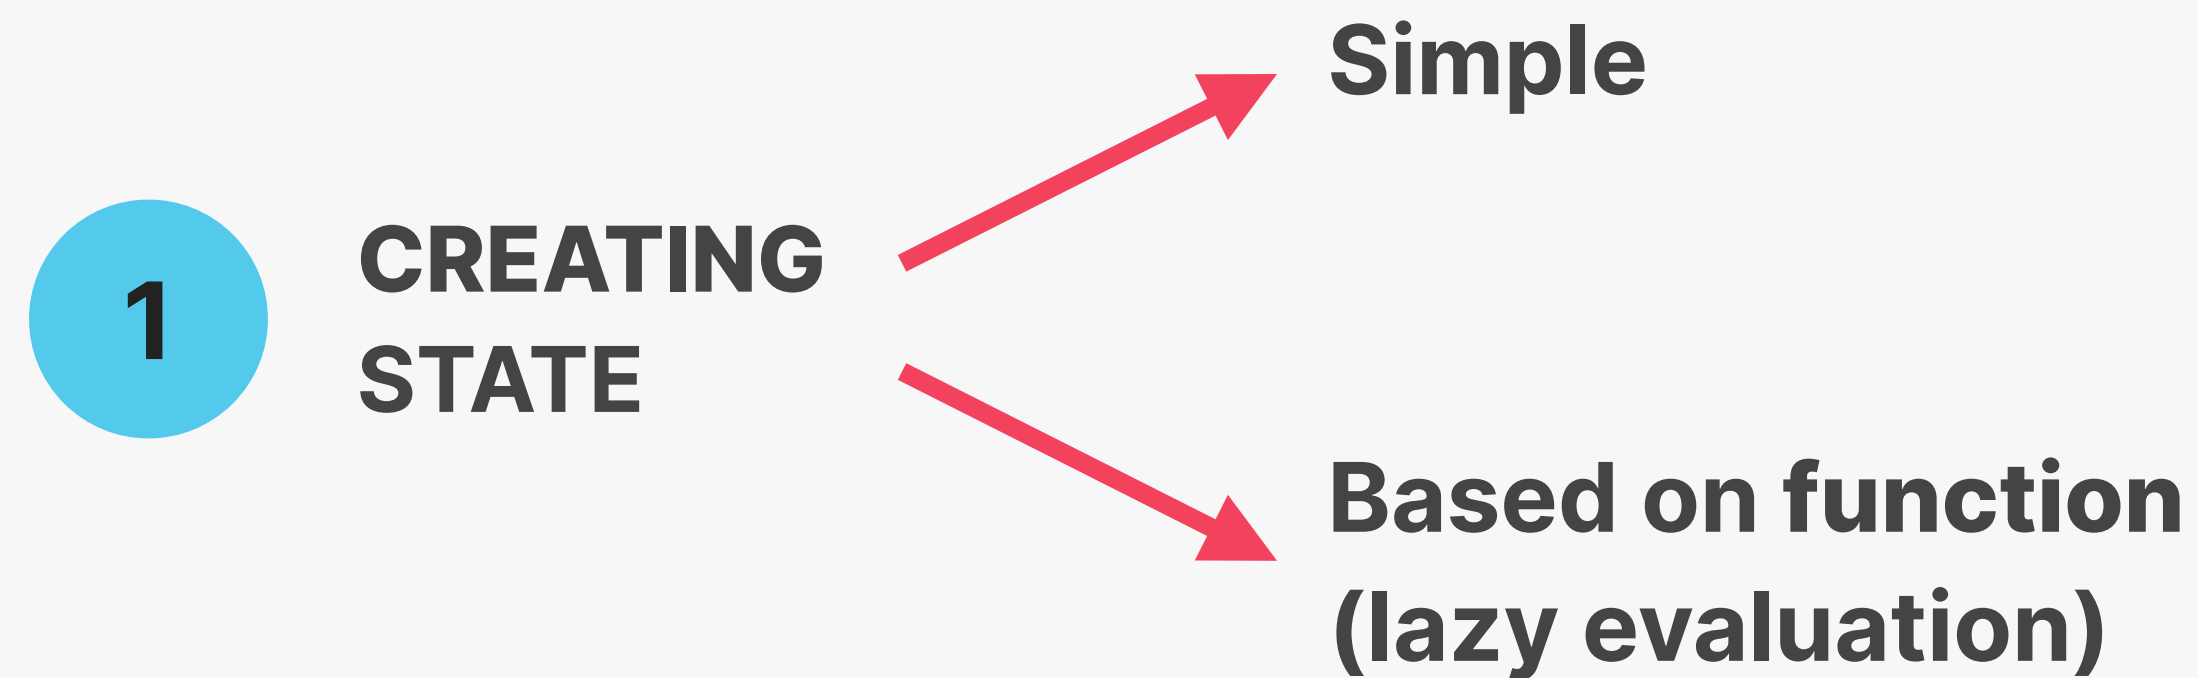 Simple
1
CREATING
STATE
Based on function
(lazy evaluation)